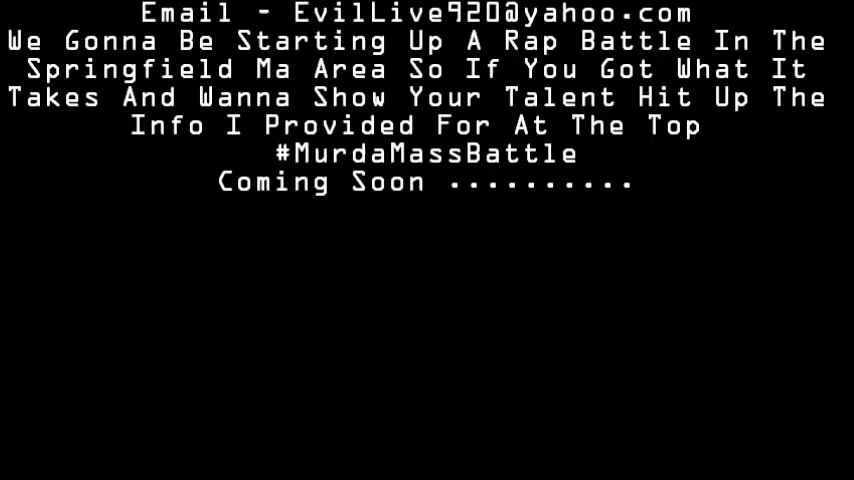 Email - EvilLive920@yahoo.com
We Gonna Be Starting Up A Rap Battle In The
Springfield Ma Area So If You Got What It
Takes And Wanna Show Your Talent Hit Up The
Info I Provided For At The Top
#MurdaMassBattle
Coming Soon ..........